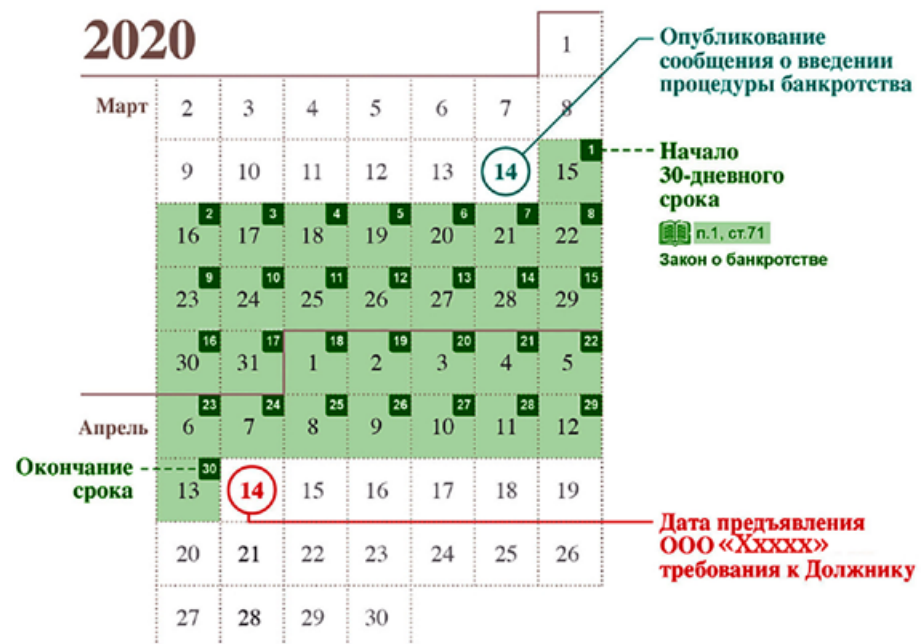 2020
1
Опубликование
сообщения о введении
процедуры банкротства
Март
2 3 4 5 6 7 8
9 10 11 12 13 14 15 1
Начало
30-дневного
срока
п.1, ст.71
Закон о банкротстве
2 3 4 5 6 7 8
16 17 18 19 20 21 22
9 10 11 12 13 14 15
23 24 25 26 27 28 29
16 17 18 19 20 21 22
30 31 1 2 3 4 5
23 24 25 26 27 28 29
Апрель
6 7 8 9 10 11 12
Окончание
срока
30
13 14 15 16 17 18 19
Дата предъявления
ООО «Ххххх»
требования к Должнику
20 21 22 23 24 25 26
27 28 29 30